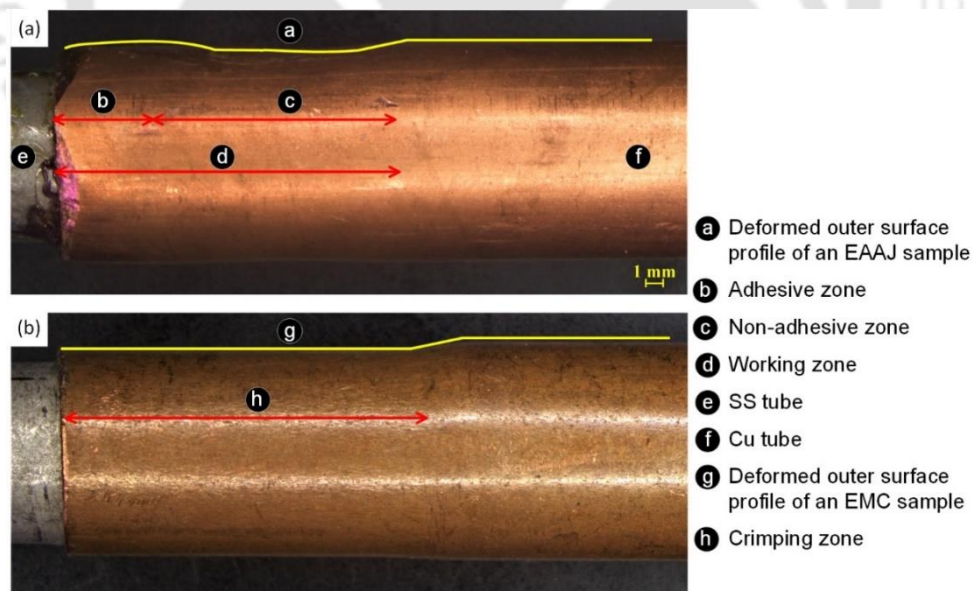 (a)
a
b
c
d
e
f
1 mm
(b)
g
h
a Deformed outer surface
profile of an EAAJ sample
b Adhesive zone
c Non-adhesive zone
d Working zone
e SS tube
f Cu tube
g Deformed outer surface
profile of an EMC sample
h Crimping zone